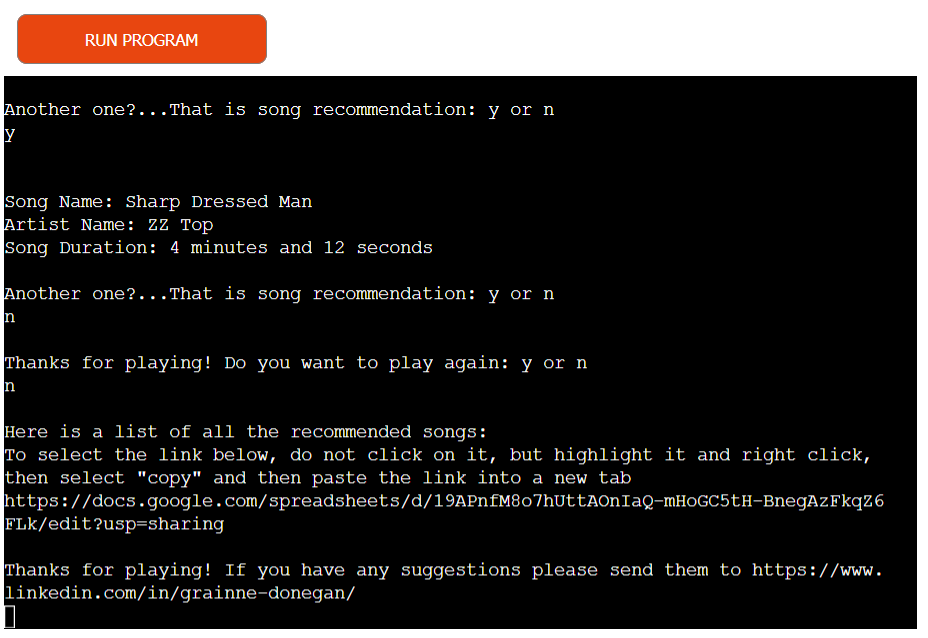 RUN PROGRAM
Another one?...That is song recommendation: y or n
y
Song Name: Sharp Dressed Man
Artist Name: ZZ Top
Song Duration: 4 minutes and 12 seconds
Another one?...That is song recommendation: y or n
n
Thanks for playing! Do you want to play again: y or n
n
Here is a list of all the recommended songs:
To select the link below, do not click on it, but highlight it and right click,
then select "copy" and then paste the link into a new tab
https://docs.google.com/spreadsheets/d/19APnfM8o7hUttAOnIaQ-mHoGC5tH-BnegAzFkqZ6
FLk/edit?usp=sharing
Thanks for playing! If you have any suggestions please send them to https://www.
linkedin.com/in/grainne-donegan/